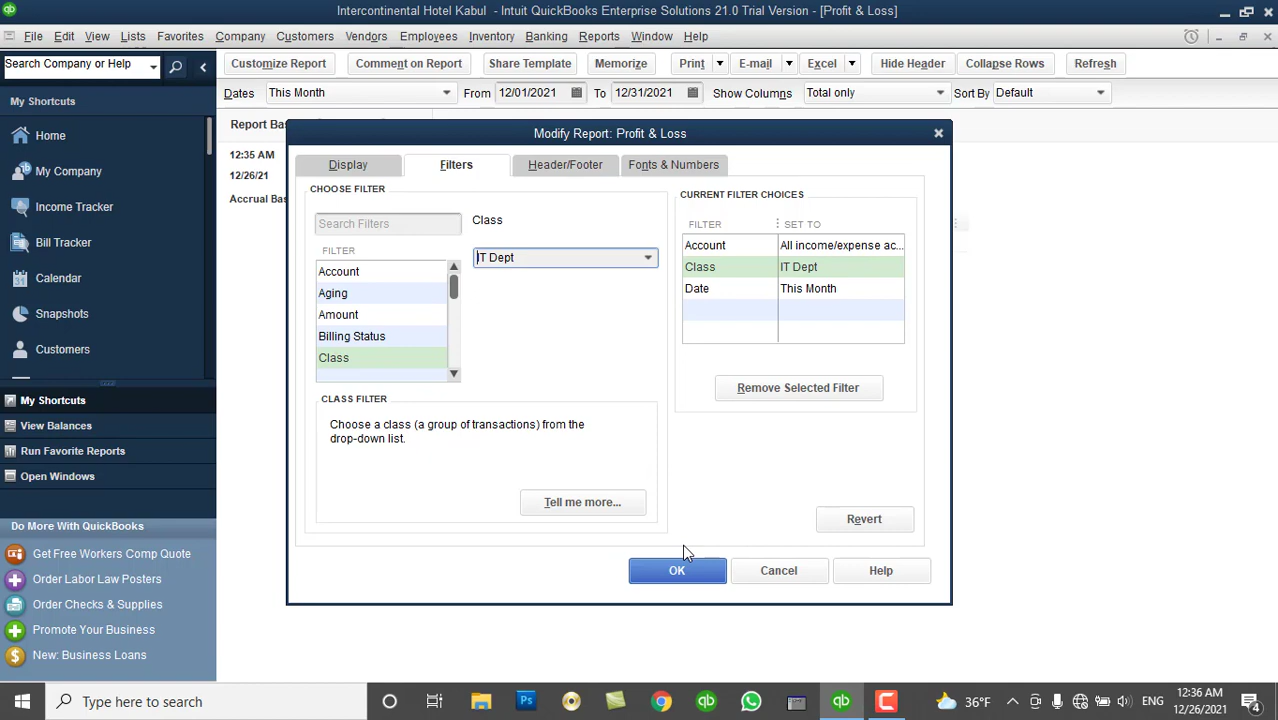 Intercontinental Hotel Kabul - Intuit QuickBooks Enterprise Solutions 21.0 Trial Version - [Profit & Loss]
File Edit View Lists Favorites Company Customers Vendors Employees Inventory Banking Reports Window Help
Search Company or Help
Customize Report Comment on Report Share Template Memorize Print E-mail Excel Hide Header Collapse Rows Refresh
My Shortcuts
Dates This Month From 12/01/2021 To 12/31/2021 Show Columns Total only Sort By Default
Home
My Company
Income Tracker
Bill Tracker
Calendar
Snapshots
Customers
My Shortcuts
View Balances
Run Favorite Reports
Open Windows
Do More With QuickBooks
Get Free Workers Comp Quote
Order Labor Law Posters
Order Checks & Supplies
Promote Your Business
New: Business Loans
Report Bas
12:35 AM
12/26/21
Accrual Bas
Modify Report: Profit & Loss
Display Filters Header/Footer Fonts & Numbers
CHOOSE FILTER
Search Filters
Class
FILTER
IT Dept
Account
Aging
Amount
Billing Status
Class
CLASS FILTER
Choose a class (a group of transactions) from the
drop-down list.
Tell me more...
CURRENT FILTER CHOICES
FILTER SET TO
Account All income/expense ac...
Class IT Dept
Date This Month
Remove Selected Filter
Revert
OK Cancel Help
Type here to search
36°F ENG 12:36 AM
12/26/2021
4